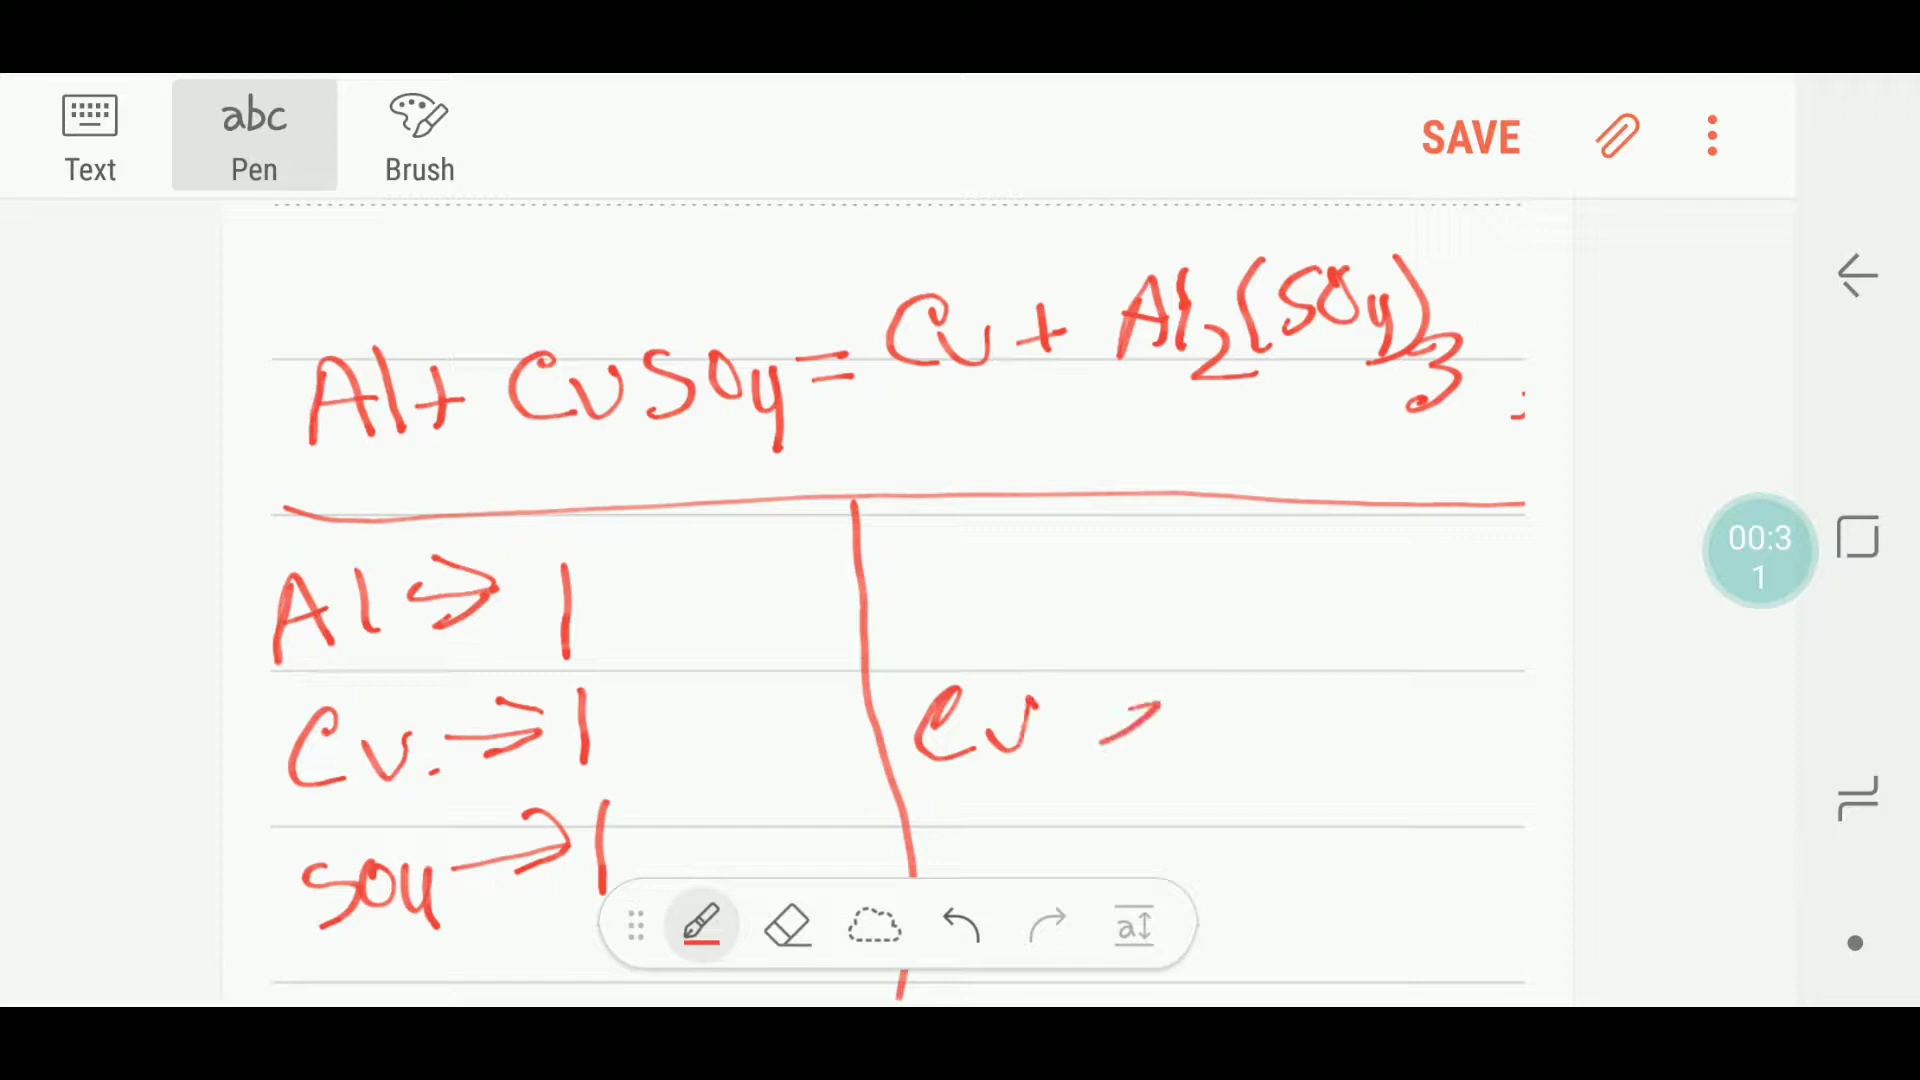 Text
abc
Pen
Brush
SAVE
Al + CuSO4 = Cu + Al2(SO4)3
Al → 1
Cu → 1
Cu
SO4 → 1
00:31
a